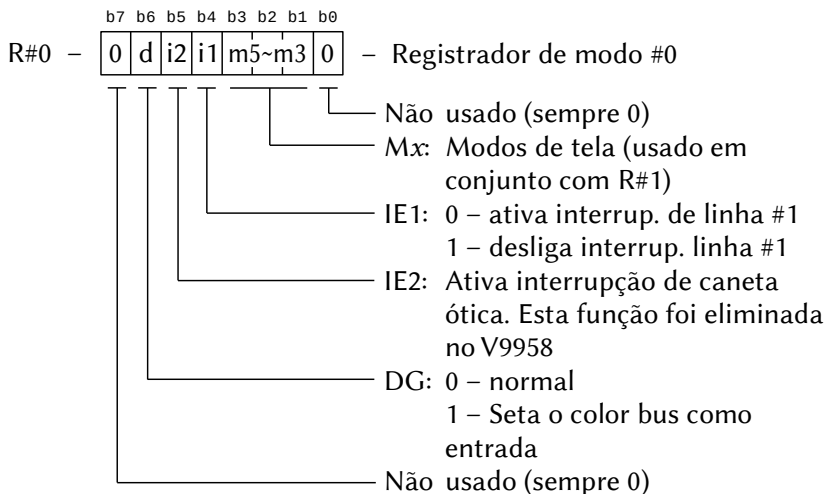 b7 b6 b5 b4 b3 b2 b1 b0
R#0 – 0 d i2 i1 m5~m3 0 – Registrador de modo #0
Não usado (sempre 0)
Mx: Modos de tela (usado em
conjunto com R#1)
IE1: 0 – ativa interrup. de linha #1
1 – desliga interrup. linha #1
IE2: Ativa interrupção de caneta
ótica. Esta função foi eliminada
no V9958
DG: 0 – normal
1 – Seta o color bus como
entrada
Não usado (sempre 0)